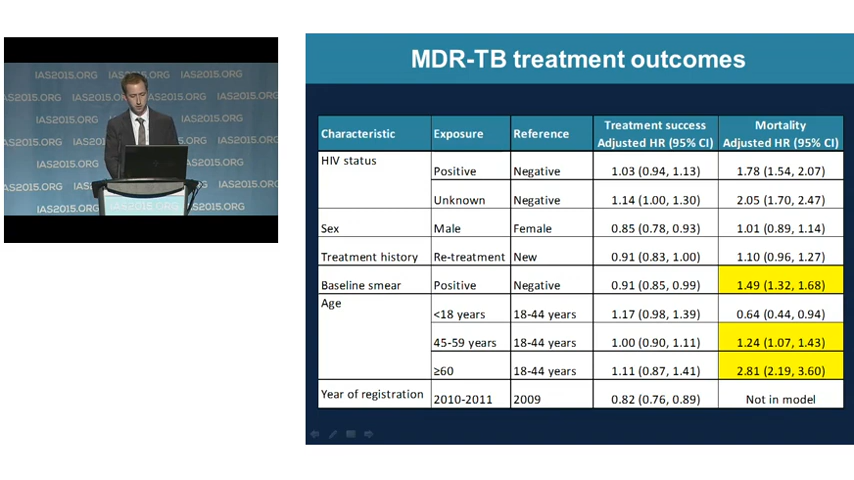 IAS2015.ORG IAS2015.ORG IAS2015.ORG
AS2015.ORG IAS2015.ORG IAS2015.ORG
IAS2015.ORG IAS2015.ORG
IAS2015.ORG IAS2015.ORG
MDR-TB treatment outcomes
Characteristic Exposure Reference Treatment success Adjusted HR (95% CI) Mortality Adjusted HR (95% CI)
HIV status
Positive Negative 1.03 (0.94, 1.13) 1.78 (1.54, 2.07)
Unknown Negative 1.14 (1.00, 1.30) 2.05 (1.70, 2.47)
Sex Male Female 0.85 (0.78, 0.93) 1.01 (0.89, 1.14)
Treatment history Re-treatment New 0.91 (0.83, 1.00) 1.10 (0.96, 1.27)
Baseline smear Positive Negative 0.91 (0.85, 0.99) 1.49 (1.32, 1.68)
Age
<18 years 18-44 years 1.17 (0.98, 1.39) 0.64 (0.44, 0.94)
45-59 years 18-44 years 1.00 (0.90, 1.11) 1.24 (1.07, 1.43)
≥60 18-44 years 1.11 (0.87, 1.41) 2.81 (2.19, 3.60)
Year of registration 2010-2011 2009 0.82 (0.76, 0.89) Not in model